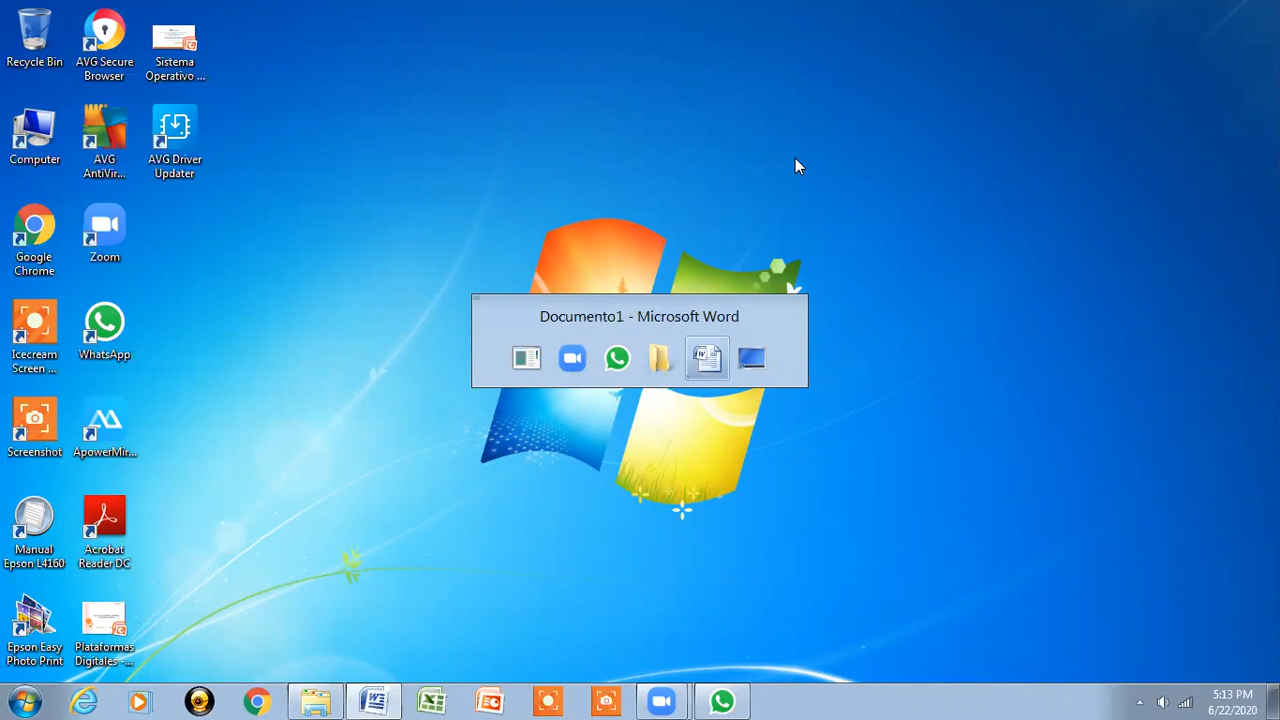 Recycle Bin
AVG Secure
Browser
Sistema
Operativo ...
Computer
AVG
AntiVir...
AVG Driver
Updater
Google
Chrome
Zoom
Documento1 - Microsoft Word
Icecream
Screen ...
WhatsApp
Screenshot
ApowerMir...
Manual
Epson L4160
Acrobat
Reader DC
Epson Easy
Photo Print
Plataformas
Digitales -...
5:13 PM
6/22/2020